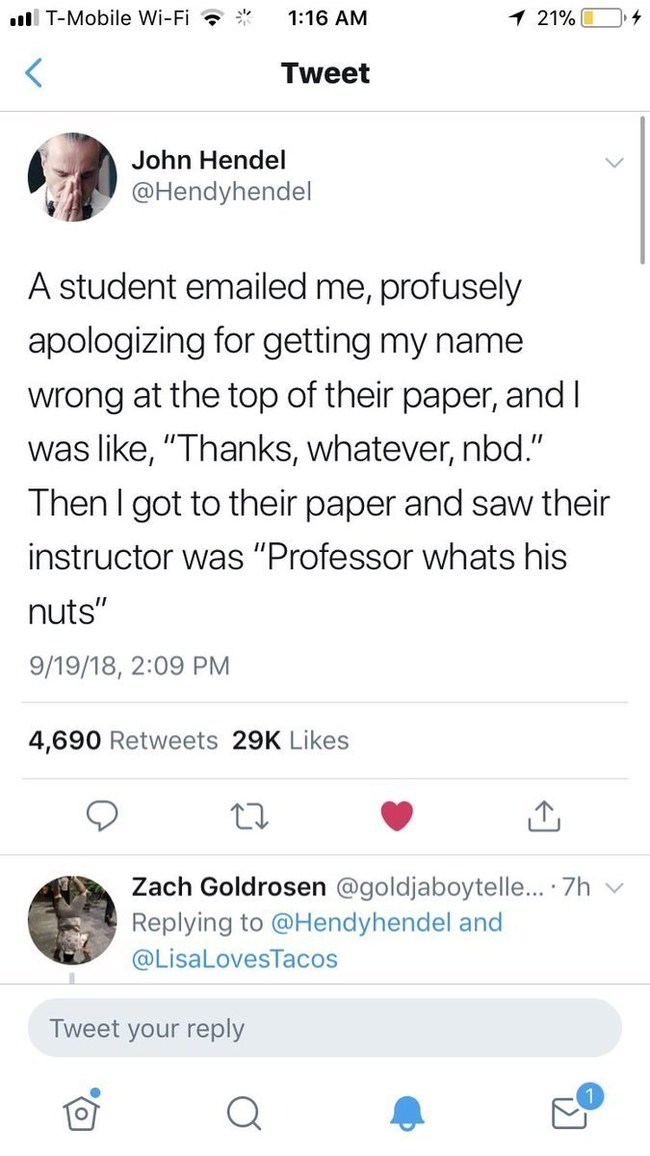 T-Mobile Wi-Fi 1:16 AM 21%
Tweet
John Hendel
@Hendyhendel
A student emailed me, profusely
apologizing for getting my name
wrong at the top of their paper, and I
was like, “Thanks, whatever, nbd.”
Then I got to their paper and saw their
instructor was “Professor whats his
nuts”
9/19/18, 2:09 PM
4,690 Retweets 29K Likes
Zach Goldrosen @goldjaboytelle... · 7h
Replying to @Hendyhendel and
@LisaLovesTacos
Tweet your reply
1